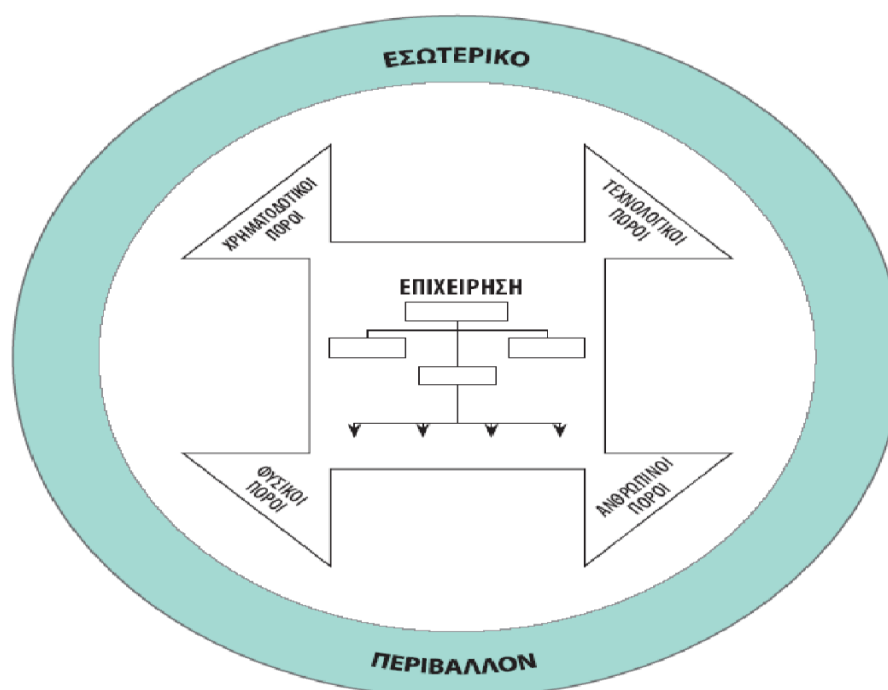 ΕΣΩΤΕΡΙΚΟ
ΧΡΗΜΑΤΟΔΟΤΙΚΟΙ
ΠΟΡΟΙ
ΤΕΧΝΟΛΟΓΙΚΟΙ
ΠΟΡΟΙ
ΕΠΙΧΕΙΡΗΣΗ
ΦΥΣΙΚΟΙ
ΠΟΡΟΙ
ΑΝΘΡΩΠΙΝΟΙ
ΠΟΡΟΙ
ΠΕΡΙΒΑΛΛΟΝ